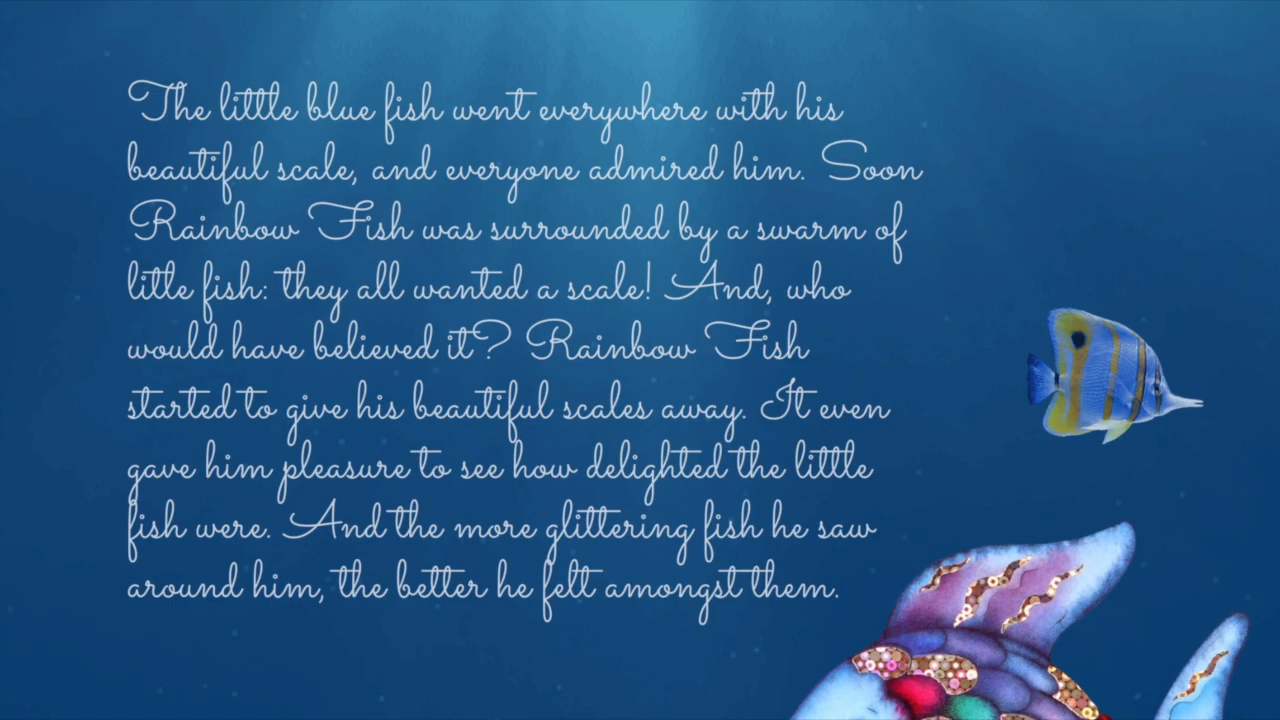 The little blue fish went everywhere with his
beautiful scale, and everyone admired him. Soon
Rainbow Fish was surrounded by a swarm of
little fish: they all wanted a scale! And, who
would have believed it? Rainbow Fish
started to give his beautiful scales away. It even
gave him pleasure to see how delighted the little
fish were. And the more glittering fish he saw
around him, the better he felt amongst them.